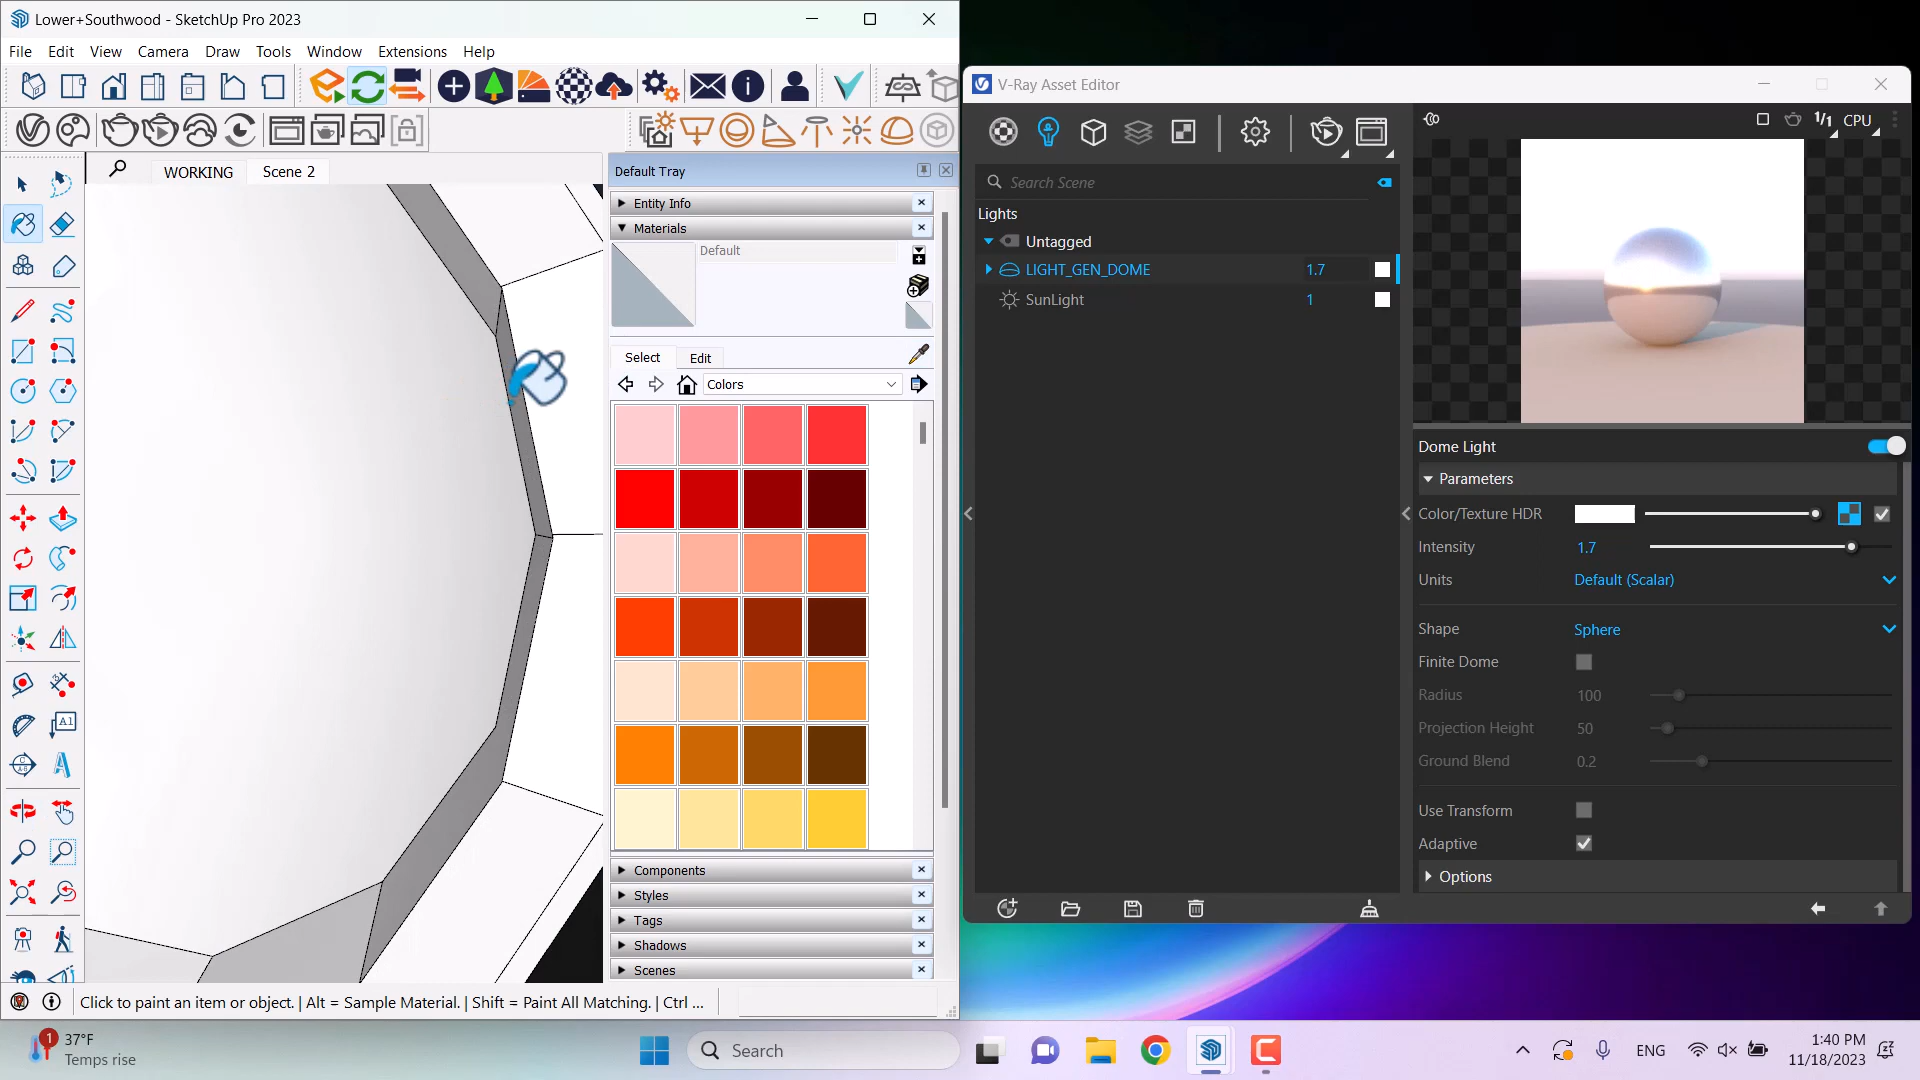 Lower+Southwood - SketchUp Pro 2023
File Edit View Camera Draw Tools Window Extensions Help
WORKING Scene 2
Default Tray
Entity Info
Materials
Default
Select Edit
Colors
Components
Styles
Tags
Shadows
Scenes
A1
Click to paint an item or object. | Alt = Sample Material. | Shift = Paint All Matching. | Ctrl ...
V-Ray Asset Editor
1/1 CPU
Search Scene
Lights
Untagged
LIGHT_GEN_DOME 1.7
SunLight 1
Dome Light
Parameters
Color/Texture HDR
Intensity 1.7
Units Default (Scalar)
Shape Sphere
Finite Dome
Radius 100
Projection Height 50
Ground Blend 0.2
Use Transform
Adaptive
Options
1
37°F
Temps rise
Search
ENG
1:40 PM
11/18/2023